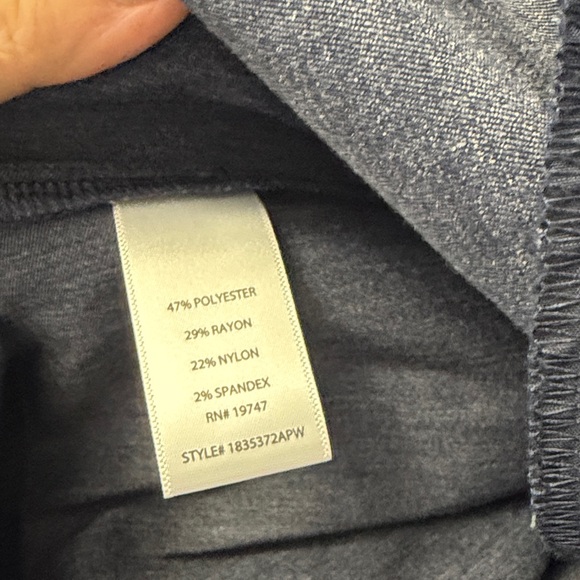 47% POLYESTER
29% RAYON
22% NYLON
2% SPANDEX
RN# 19747
STYLE# 1835372APW